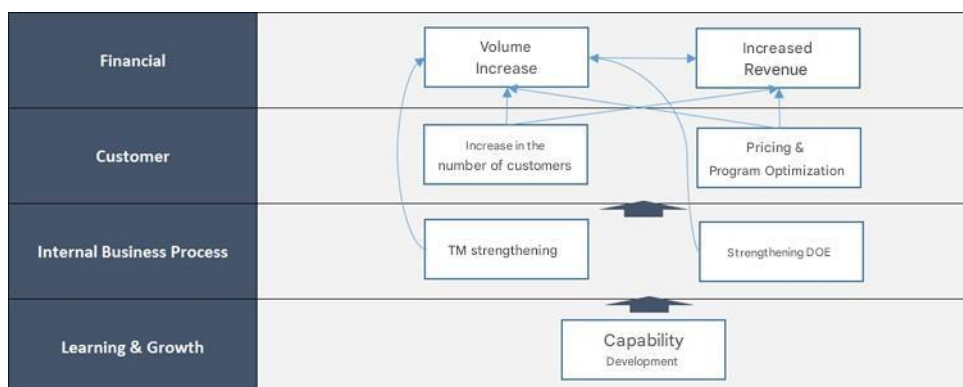 Financial
Volume
Increase
Increased
Revenue
Customer
Increase in the
number of customers
Pricing &
Program Optimization
Internal Business Process
TM strengthening
Strengthening DOE
Learning & Growth
Capability
Development